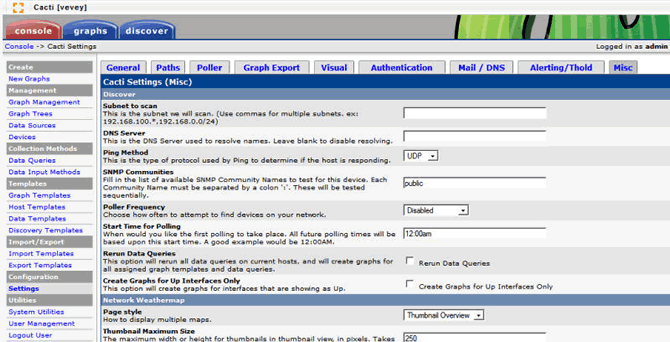 Cacti [vevey]
console graphs discover
Console -> Cacti Settings Logged in as admin
Create
New Graphs
Management
Graph Management
Graph Trees
Data Sources
Devices
Collection Methods
Data Queries
Data Input Methods
Templates
Graph Templates
Host Templates
Data Templates
Discovery Templates
Import/Export
Import Templates
Export Templates
Configuration
Settings
Utilities
System Utilities
User Management
Logout User
General Paths Poller Graph Export Visual Authentication Mail / DNS Alerting/Thold Misc
Cacti Settings (Misc)
Discover
Subnet to scan
This is the subnet we will scan. (Use commas for multiple subnets. ex:
192.168.100.*,192.168.0.0/24)
DNS Server
This is the DNS Server used to resolve names. Leave blank to disable resolving.
Ping Method
This is the type of protocol used by Ping to determine if the host is responding.
UDP
SNMP Communities
Fill in the list of available SNMP Community Names to test for this device. Each
Community Name must be separated by a colon ':'. These will be tested
sequentially.
public
Poller Frequency
Choose how often to attempt to find devices on your network.
Disabled
Start Time for Polling
When would you like the first polling to take place. All future polling times will be
based upon this start time. A good example would be 12:00AM.
12:00am
Rerun Data Queries
This option will rerun all data queries on current hosts, and will create graphs for
all assigned graph templates and data queries.
Rerun Data Queries
Create Graphs for Up Interfaces Only
This option will create graphs for interfaces that are showing as Up.
Create Graphs for Up Interfaces Only
Network Weathermap
Page style
How to display multiple maps.
Thumbnail Overview
Thumbnail Maximum Size
The maximum width or height for thumbnails in thumbnail view, in pixels. Takes
250